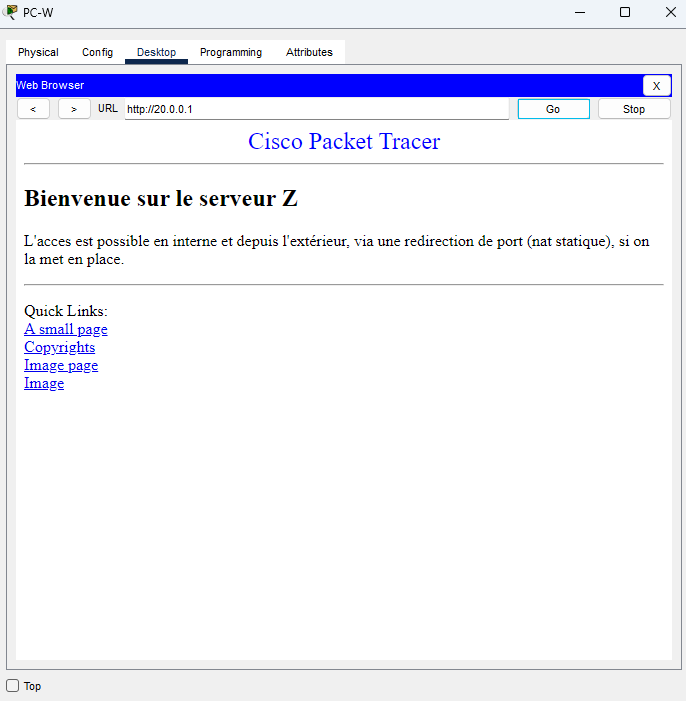 PC-W
Physical Config Desktop Programming Attributes
Web Browser X
< > URL http://20.0.0.1 Go Stop
Cisco Packet Tracer
Bienvenue sur le serveur Z
L'acces est possible en interne et depuis l'extérieur, via une redirection de port (nat statique), si on
la met en place.
Quick Links:
A small page
Copyrights
Image page
Image
Top